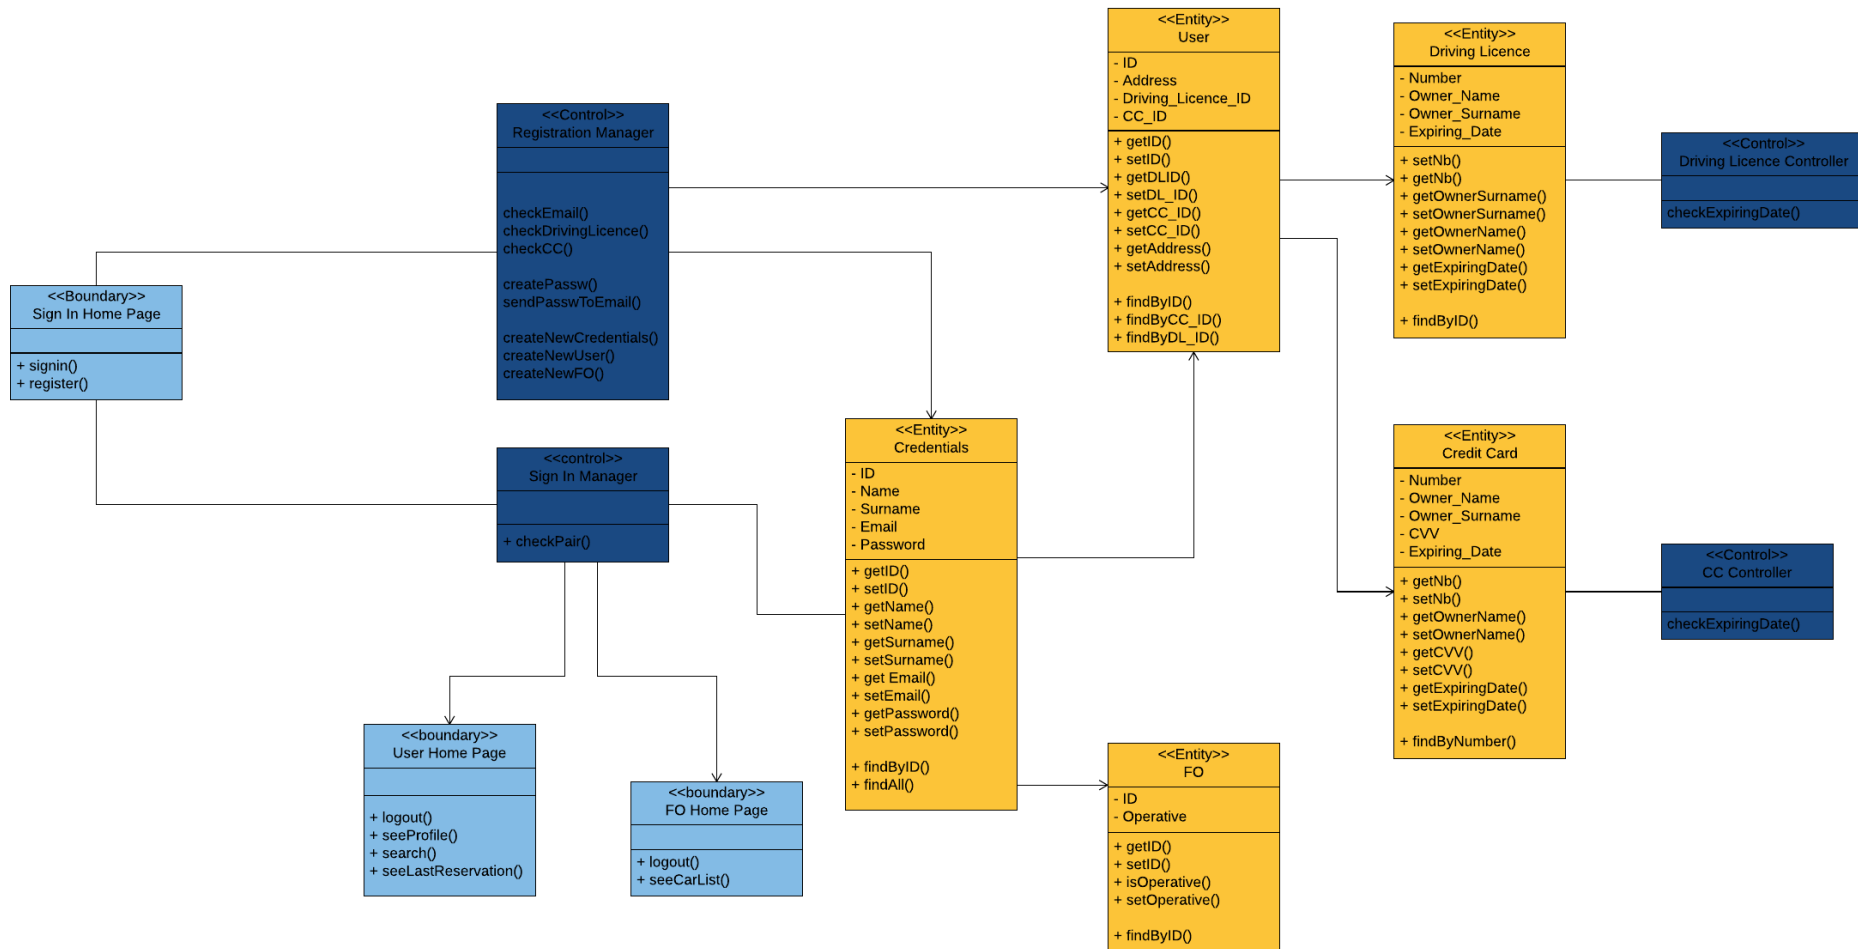 <<Entity>>
User
- ID
- Address
- Driving_Licence_ID
- CC_ID
+ getID()
+ setID()
+ getDLID()
+ setDL_ID()
+ getCC_ID()
+ setCC_ID()
+ getAddress()
+ setAddress()
+ findByID()
+ findByCC_ID()
+ findByDL_ID()
<<Entity>>
Driving Licence
- Number
- Owner_Name
- Owner_Surname
- Expiring_Date
+ setNb()
+ getNb()
+ getOwnerSurname()
+ setOwnerSurname()
+ getOwnerName()
+ setOwnerName()
+ getExpiringDate()
+ setExpiringDate()
+ findByID()
<<Control>>
Driving Licence Controller
checkExpiringDate()
<<Control>>
Registration Manager
checkEmail()
checkDrivingLicence()
checkCC()
createPassw()
sendPasswToEmail()
createNewCredentials()
createNewUser()
createNewFO()
<<Boundary>>
Sign In Home Page
+ signin()
+ register()
<<control>>
Sign In Manager
+ checkPair()
<<Entity>>
Credentials
- ID
- Name
- Surname
- Email
- Password
+ getID()
+ setID()
+ getName()
+ setName()
+ getSurname()
+ setSurname()
+ get Email()
+ setEmail()
+ getPassword()
+ setPassword()
+ findByID()
+ findAll()
<<Entity>>
Credit Card
- Number
- Owner_Name
- Owner_Surname
- CVV
- Expiring_Date
+ getNb()
+ setNb()
+ getOwnerName()
+ setOwnerName()
+ getCVV()
+ setCVV()
+ getExpiringDate()
+ setExpiringDate()
+ findByNumber()
<<Control>>
CC Controller
checkExpiringDate()
<<boundary>>
User Home Page
+ logout()
+ seeProfile()
+ search()
+ seeLastReservation()
<<boundary>>
FO Home Page
+ logout()
+ seeCarList()
<<Entity>>
FO
- ID
- Operative
+ getID()
+ setID()
+ isOperative()
+ setOperative()
+ findByID()